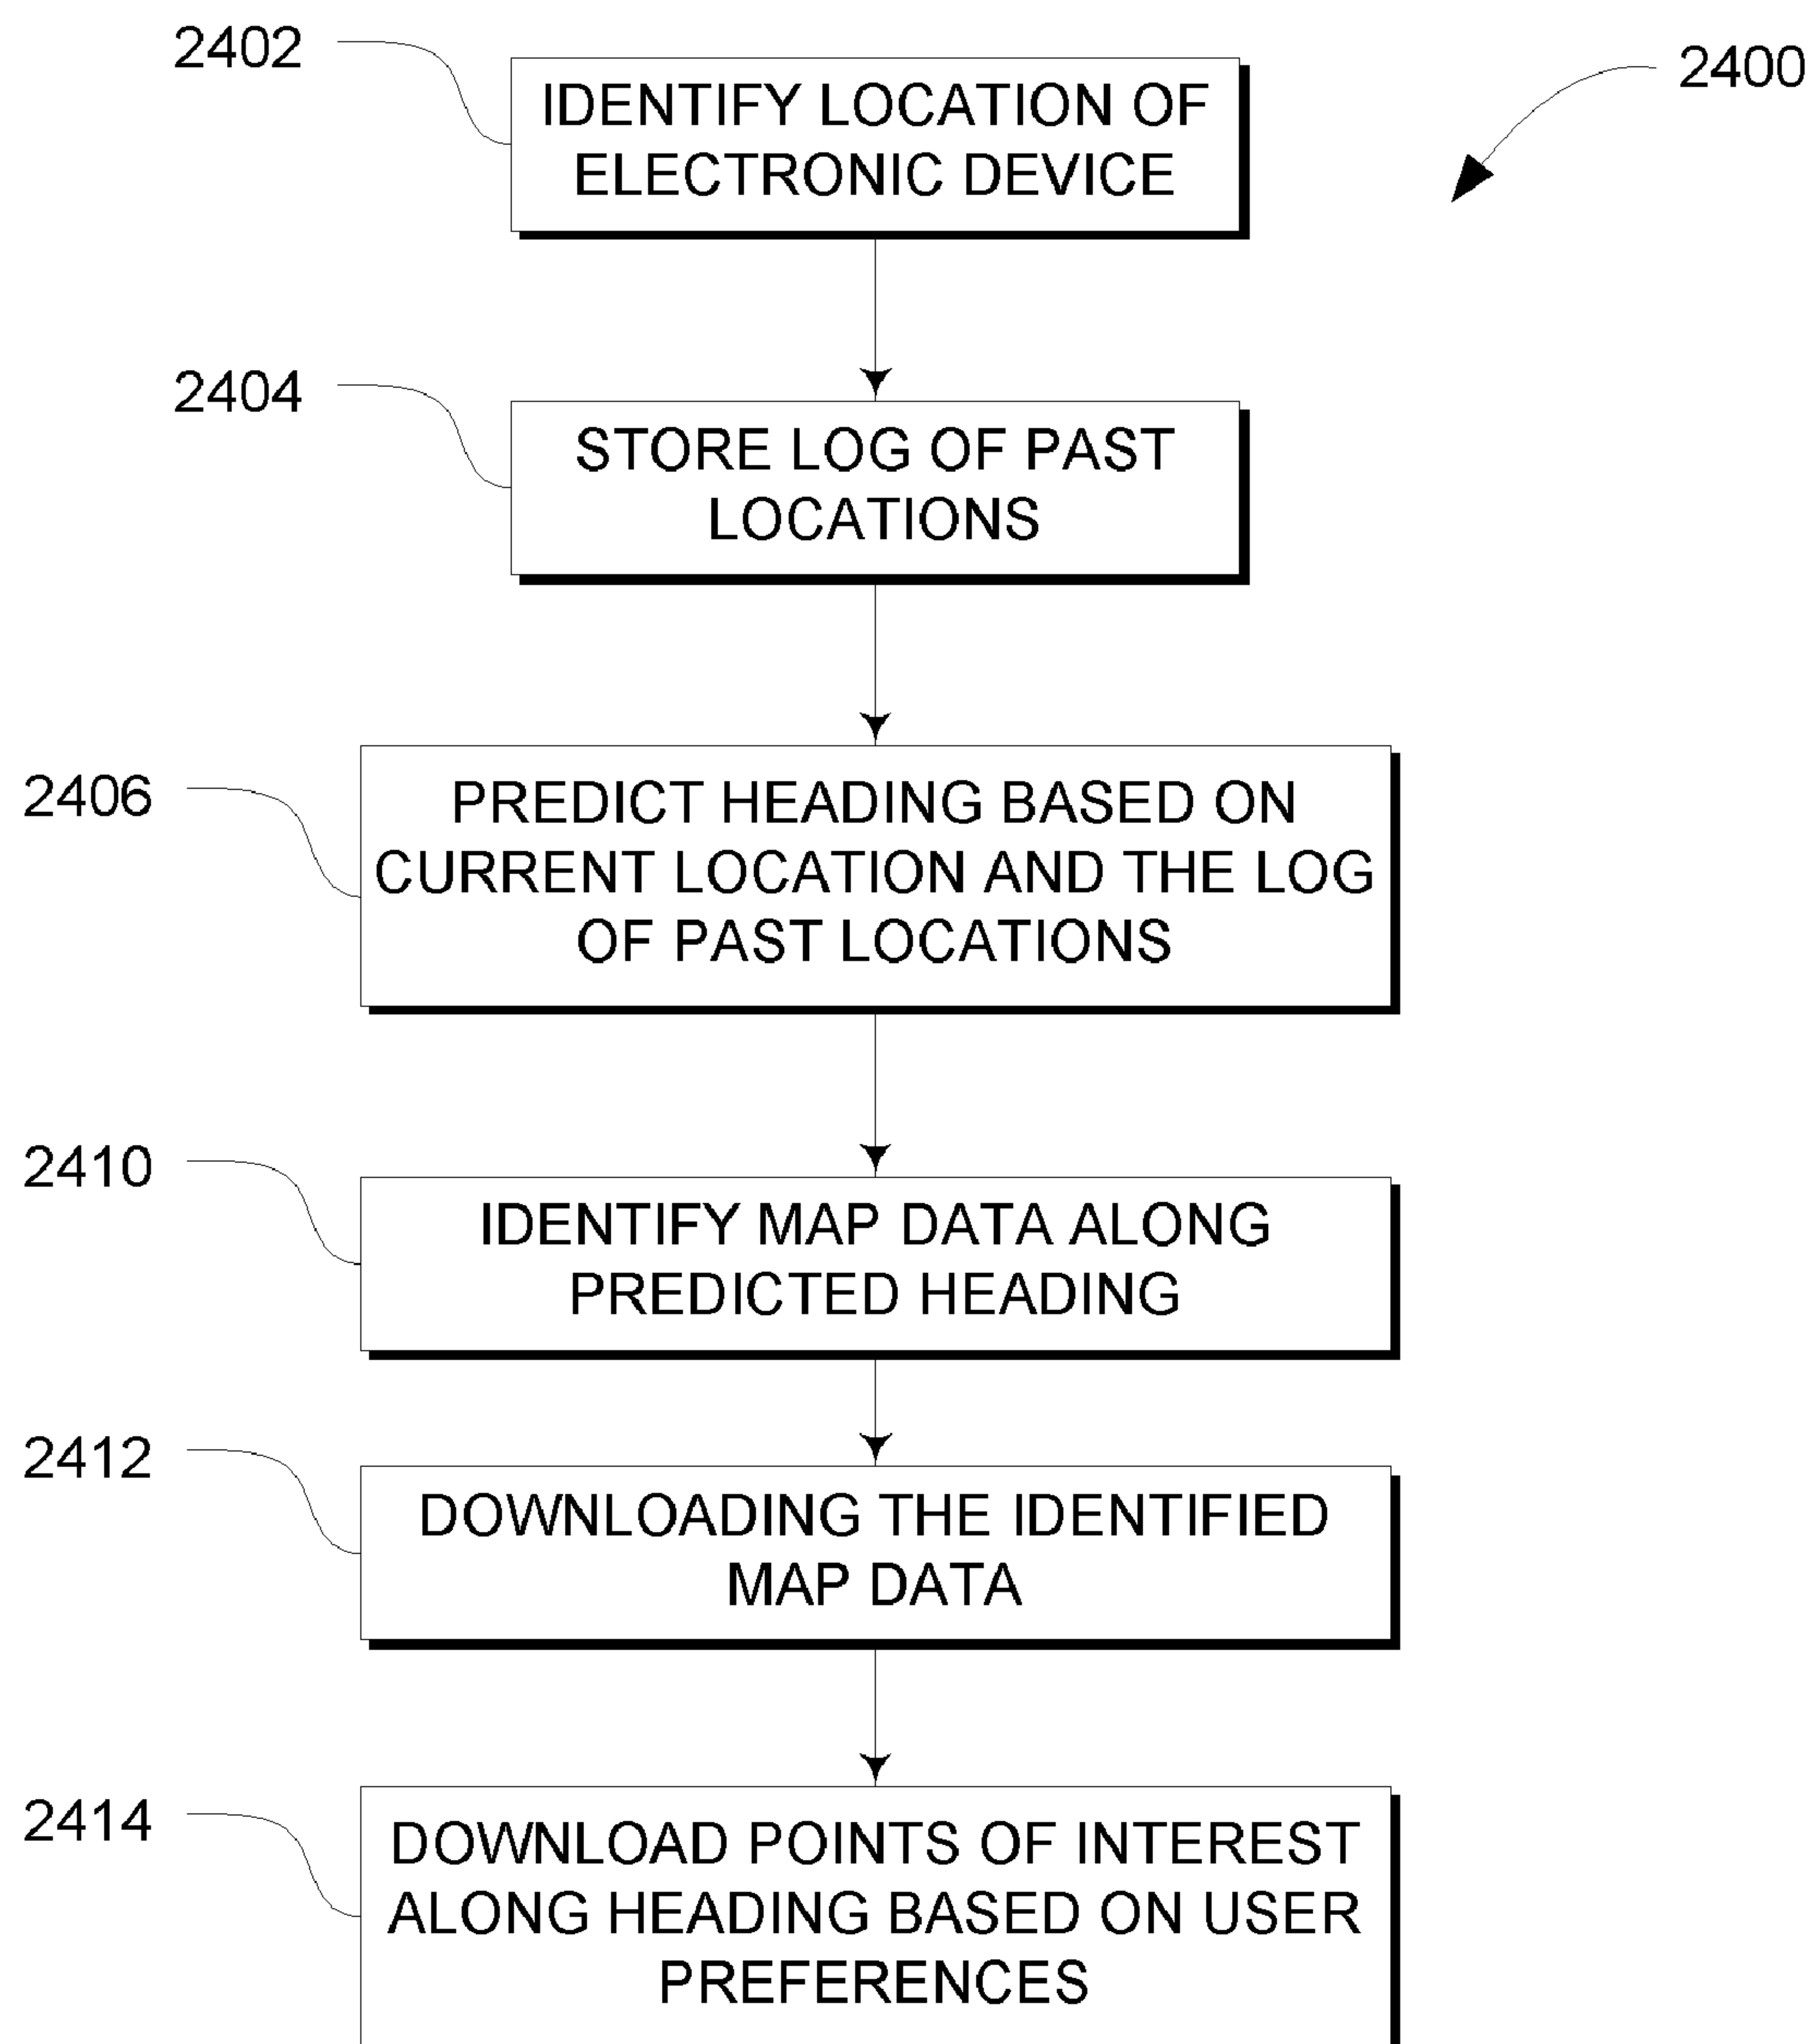 2402
IDENTIFY LOCATION OF
ELECTRONIC DEVICE
2400
2404
STORE LOG OF PAST
LOCATIONS
2406
PREDICT HEADING BASED ON
CURRENT LOCATION AND THE LOG
OF PAST LOCATIONS
2410
IDENTIFY MAP DATA ALONG
PREDICTED HEADING
2412
DOWNLOADING THE IDENTIFIED
MAP DATA
2414
DOWNLOAD POINTS OF INTEREST
ALONG HEADING BASED ON USER
PREFERENCES